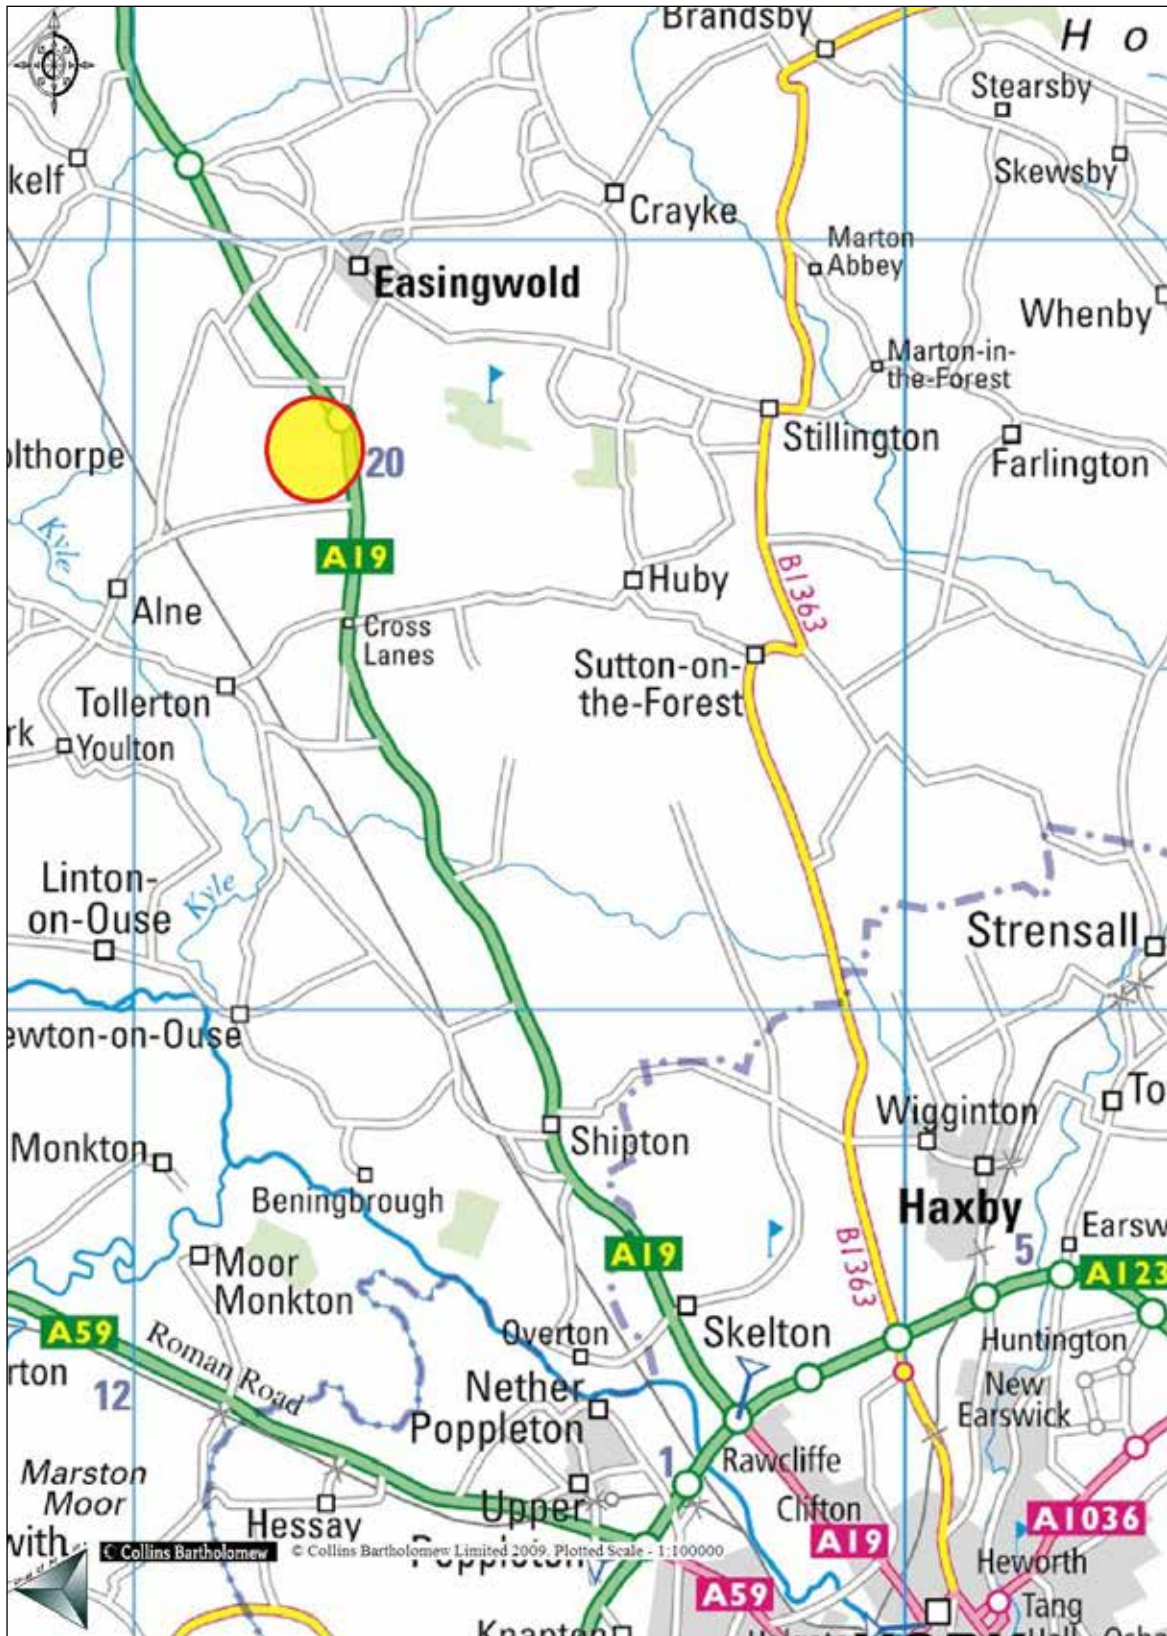 Brandsby
H o
Stearsby
Skewsby
kelf
Crayke
Marton
Abbey
Easingwold
Whenby
Marton-in-
the-Forest
Stillington
olthorpe
20
Farlington
Kyle
A19
B1363
Huby
Alne
Cross
Lanes
Sutton-on-
the-Forest
Tollerton
rk
Youlton
Linton-
on-Ouse
Kyle
Strensall
ewton-on-Ouse
To
Wigginton
Monkton
Shipton
Beningbrough
Haxby
Earsw
5
B1363
A19
A123
Moor
Monkton
A59
Roman Road
Overton
Skelton
Huntington
rton
12
Nether
Poppleton
New
Earswick
1
Rawcliffe
Marston
Moor
Upper
Poppleton
Clifton
Hessay
A1036
with
A19
© Collins Bartholomew
© Collins Bartholomew Limited 2009. Plotted Scale - 1:100000
Heworth
A59
Tang
Hall
Knapton